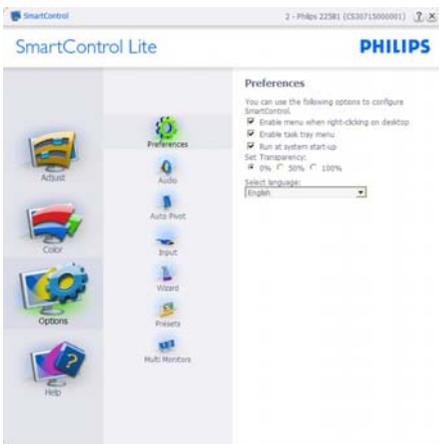 SmartControl
2 - Philips 225B1 (CS30715000001)
SmartControl Lite
PHILIPS
Adjust
Color
Options
Help
Preferences
Audio
Auto Pivot
Input
Wizard
Presets
Multi Monitors
Preferences
You can use the following options to configure
SmartControl.
Enable menu when right-clicking on desktop
Enable task tray menu
Run at system start-up
Set Transparency:
0% 50% 100%
Select language:
English